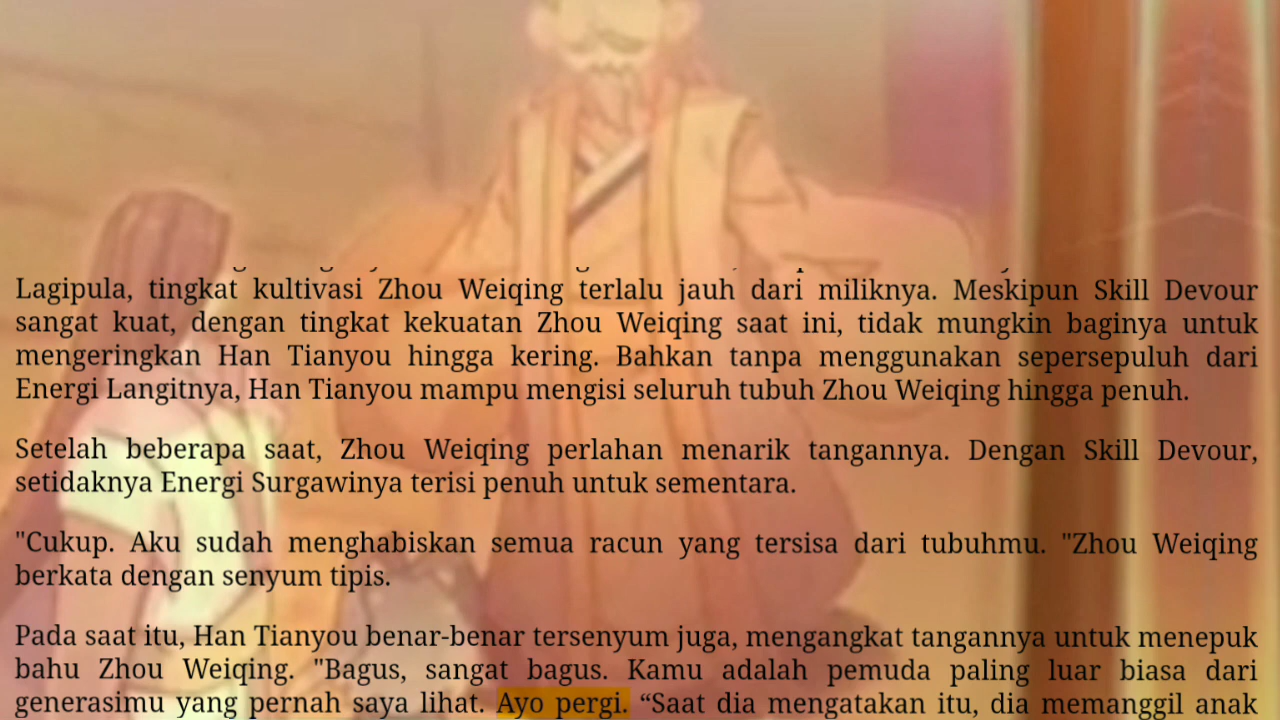 Lagipula, tingkat kultivasi Zhou Weiqing terlalu jauh dari miliknya. Meskipun Skill Devour
sangat kuat, dengan tingkat kekuatan Zhou Weiqing saat ini, tidak mungkin baginya untuk
mengeringkan Han Tianyou hingga kering. Bahkan tanpa menggunakan sepersepuluh dari
Energi Langitnya, Han Tianyou mampu mengisi seluruh tubuh Zhou Weiqing hingga penuh.
Setelah beberapa saat, Zhou Weiqing perlahan menarik tangannya. Dengan Skill Devour,
setidaknya Energi Surgawinya terisi penuh untuk sementara.
"Cukup. Aku sudah menghabiskan semua racun yang tersisa dari tubuhmu. "Zhou Weiqing
berkata dengan senyum tipis.
Pada saat itu, Han Tianyou benar-benar tersenyum juga, mengangkat tangannya untuk menepuk
bahu Zhou Weiqing. "Bagus, sangat bagus. Kamu adalah pemuda paling luar biasa dari
generasimu yang pernah saya lihat. Ayo pergi. “Saat dia mengatakan itu, dia memanggil anak